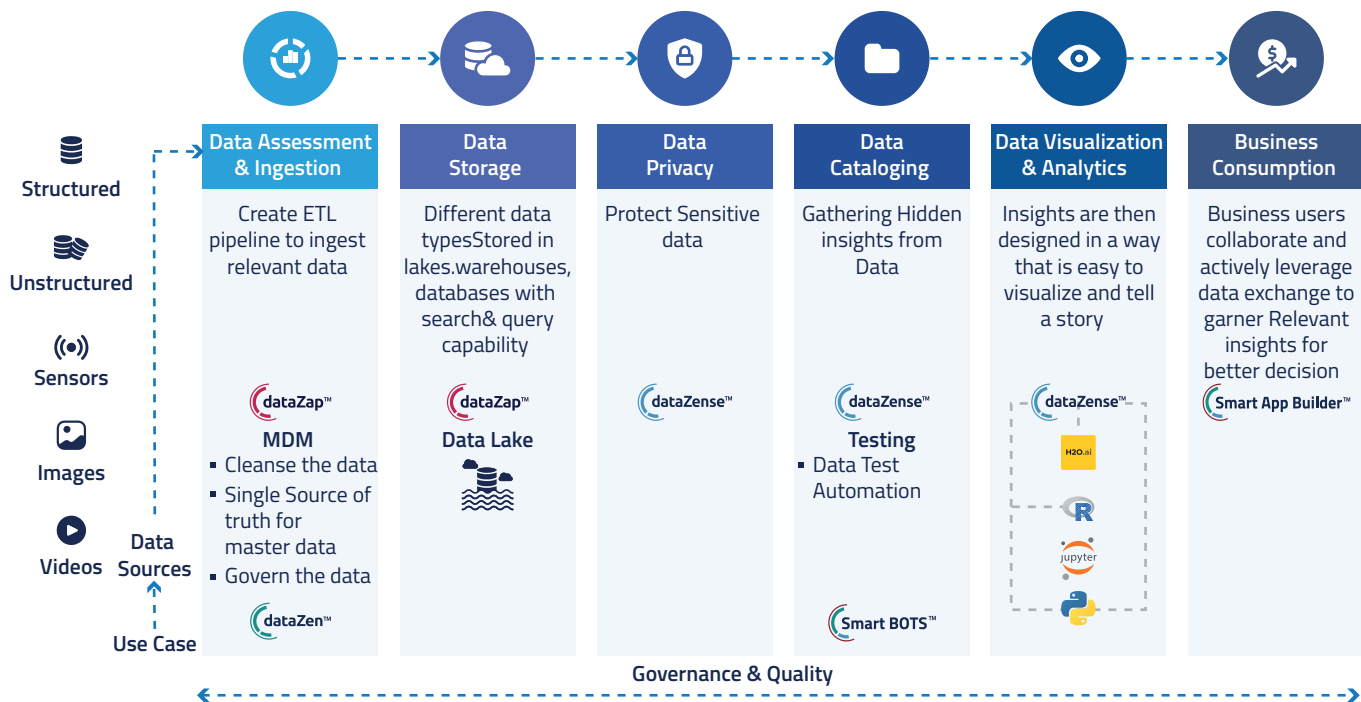 Structured
Unstructured
Sensors
Images
Videos
Data
Sources
Use Case
Data Assessment
& Ingestion
Create ETL
pipeline to ingest
relevant data
dataZap™
MDM
▪ Cleanse the data
▪ Single Source of
truth for
master data
▪ Govern the data
dataZen™
Data
Storage
Different data
typesStored in
lakes.warehouses,
databases with
search& query
capability
dataZap™
Data Lake
Data
Privacy
Protect Sensitive
data
dataZense™
Data
Cataloging
Gathering Hidden
insights from
Data
dataZense™
Testing
▪ Data Test
Automation
Smart BOTS™
Data Visualization
& Analytics
Insights are then
designed in a way
that is easy to
visualize and tell
a story
dataZense™
H2O.ai
R
jupyter
Business
Consumption
Business users
collaborate and
actively leverage
data exchange to
garner Relevant
insights for
better decision
Smart App Builder™
Governance & Quality